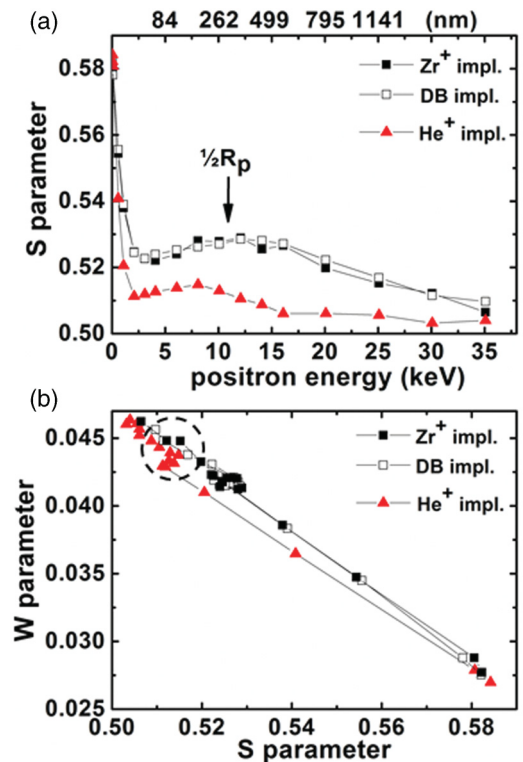 (a)
84 262 499 795 1141 (nm)
0.58
0.56
0.54
0.52
0.50
S parameter
Zr+ impl.
DB impl.
He+ impl.
½Rp
0 5 10 15 20 25 30 35
positron energy (keV)
(b)
0.045
0.040
0.035
0.030
0.025
W parameter
Zr+ impl.
DB impl.
He+ impl.
0.50 0.52 0.54 0.56 0.58
S parameter